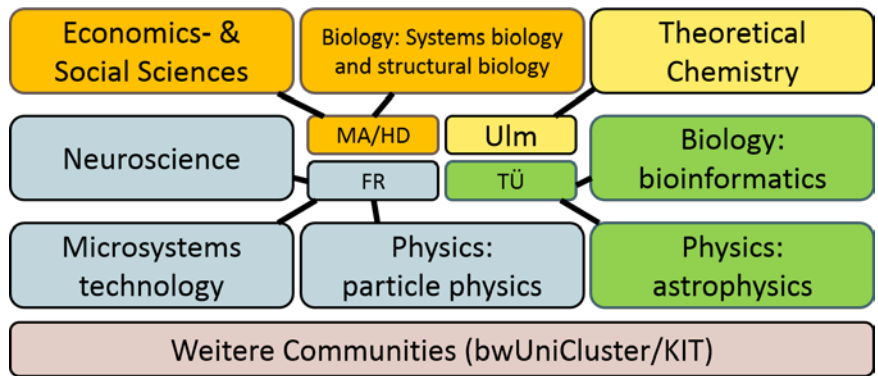 Economics- &
Social Sciences
Biology: Systems biology
and structural biology
Theoretical
Chemistry
MA/HD
Ulm
Neuroscience
Biology:
bioinformatics
FR
TÜ
Microsystems
technology
Physics:
particle physics
Physics:
astrophysics
Weitere Communities (bwUniCluster/KIT)